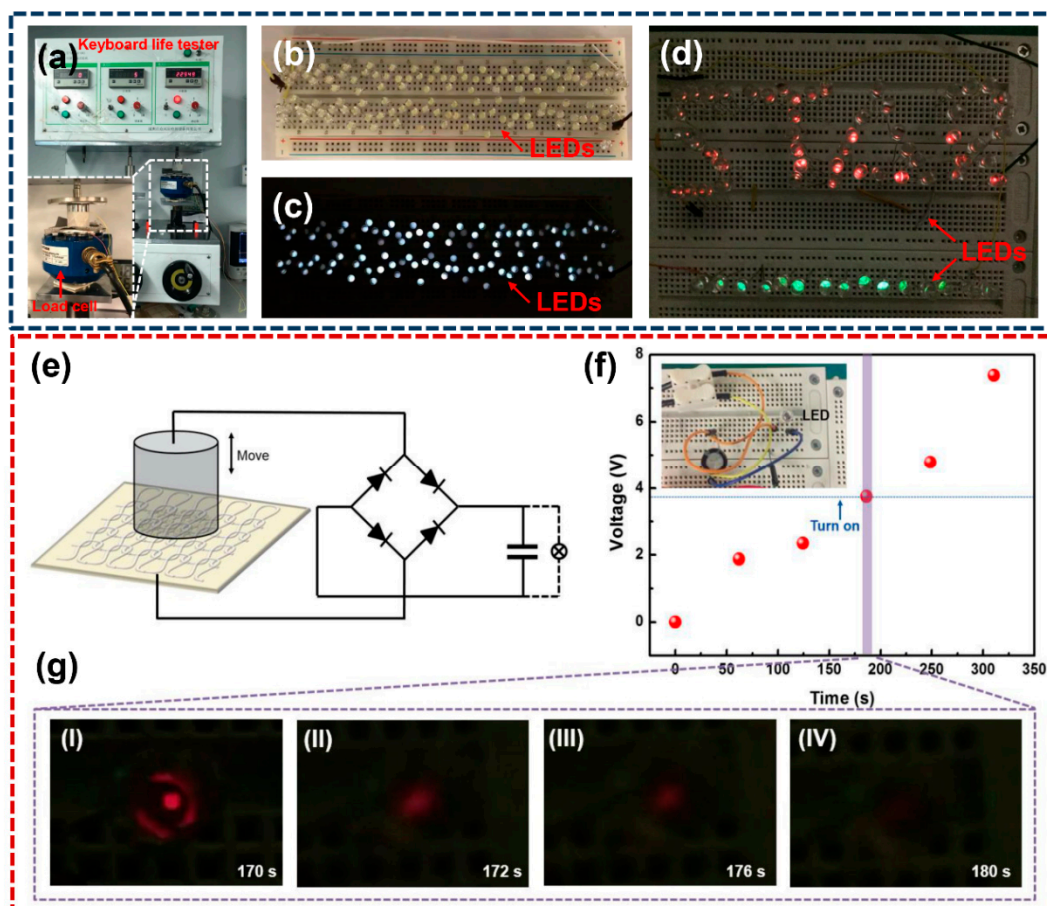 (a)
Keyboard life tester
Load cell
(b)
LEDs
(c)
LEDs
(d)
LEDs
(e)
Move
(f)
8
6
4
2
0
Voltage (V)
LED
Turn on
0 50 100 150 200 250 300 350
Time (s)
(g)
(I)
170 s
(II)
172 s
(III)
176 s
(IV)
180 s